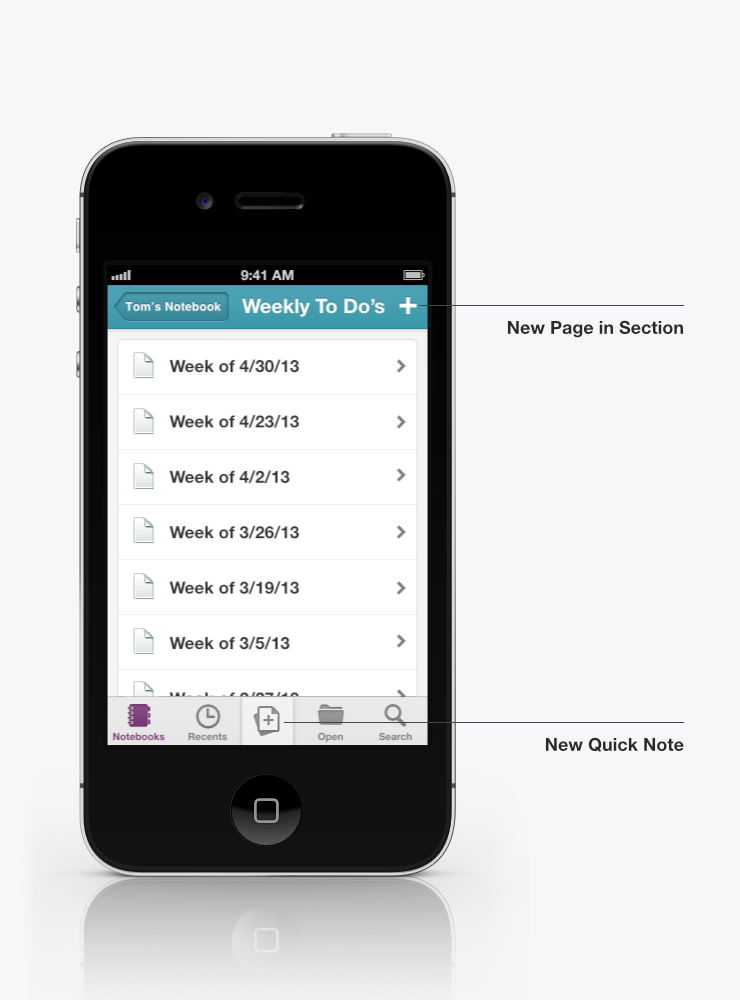 9:41 AM
Tom's Notebook
Weekly To Do's
New Page in Section
Week of 4/30/13
Week of 4/23/13
Week of 4/2/13
Week of 3/26/13
Week of 3/19/13
Week of 3/5/13
Notebooks
Recents
Open
Search
New Quick Note